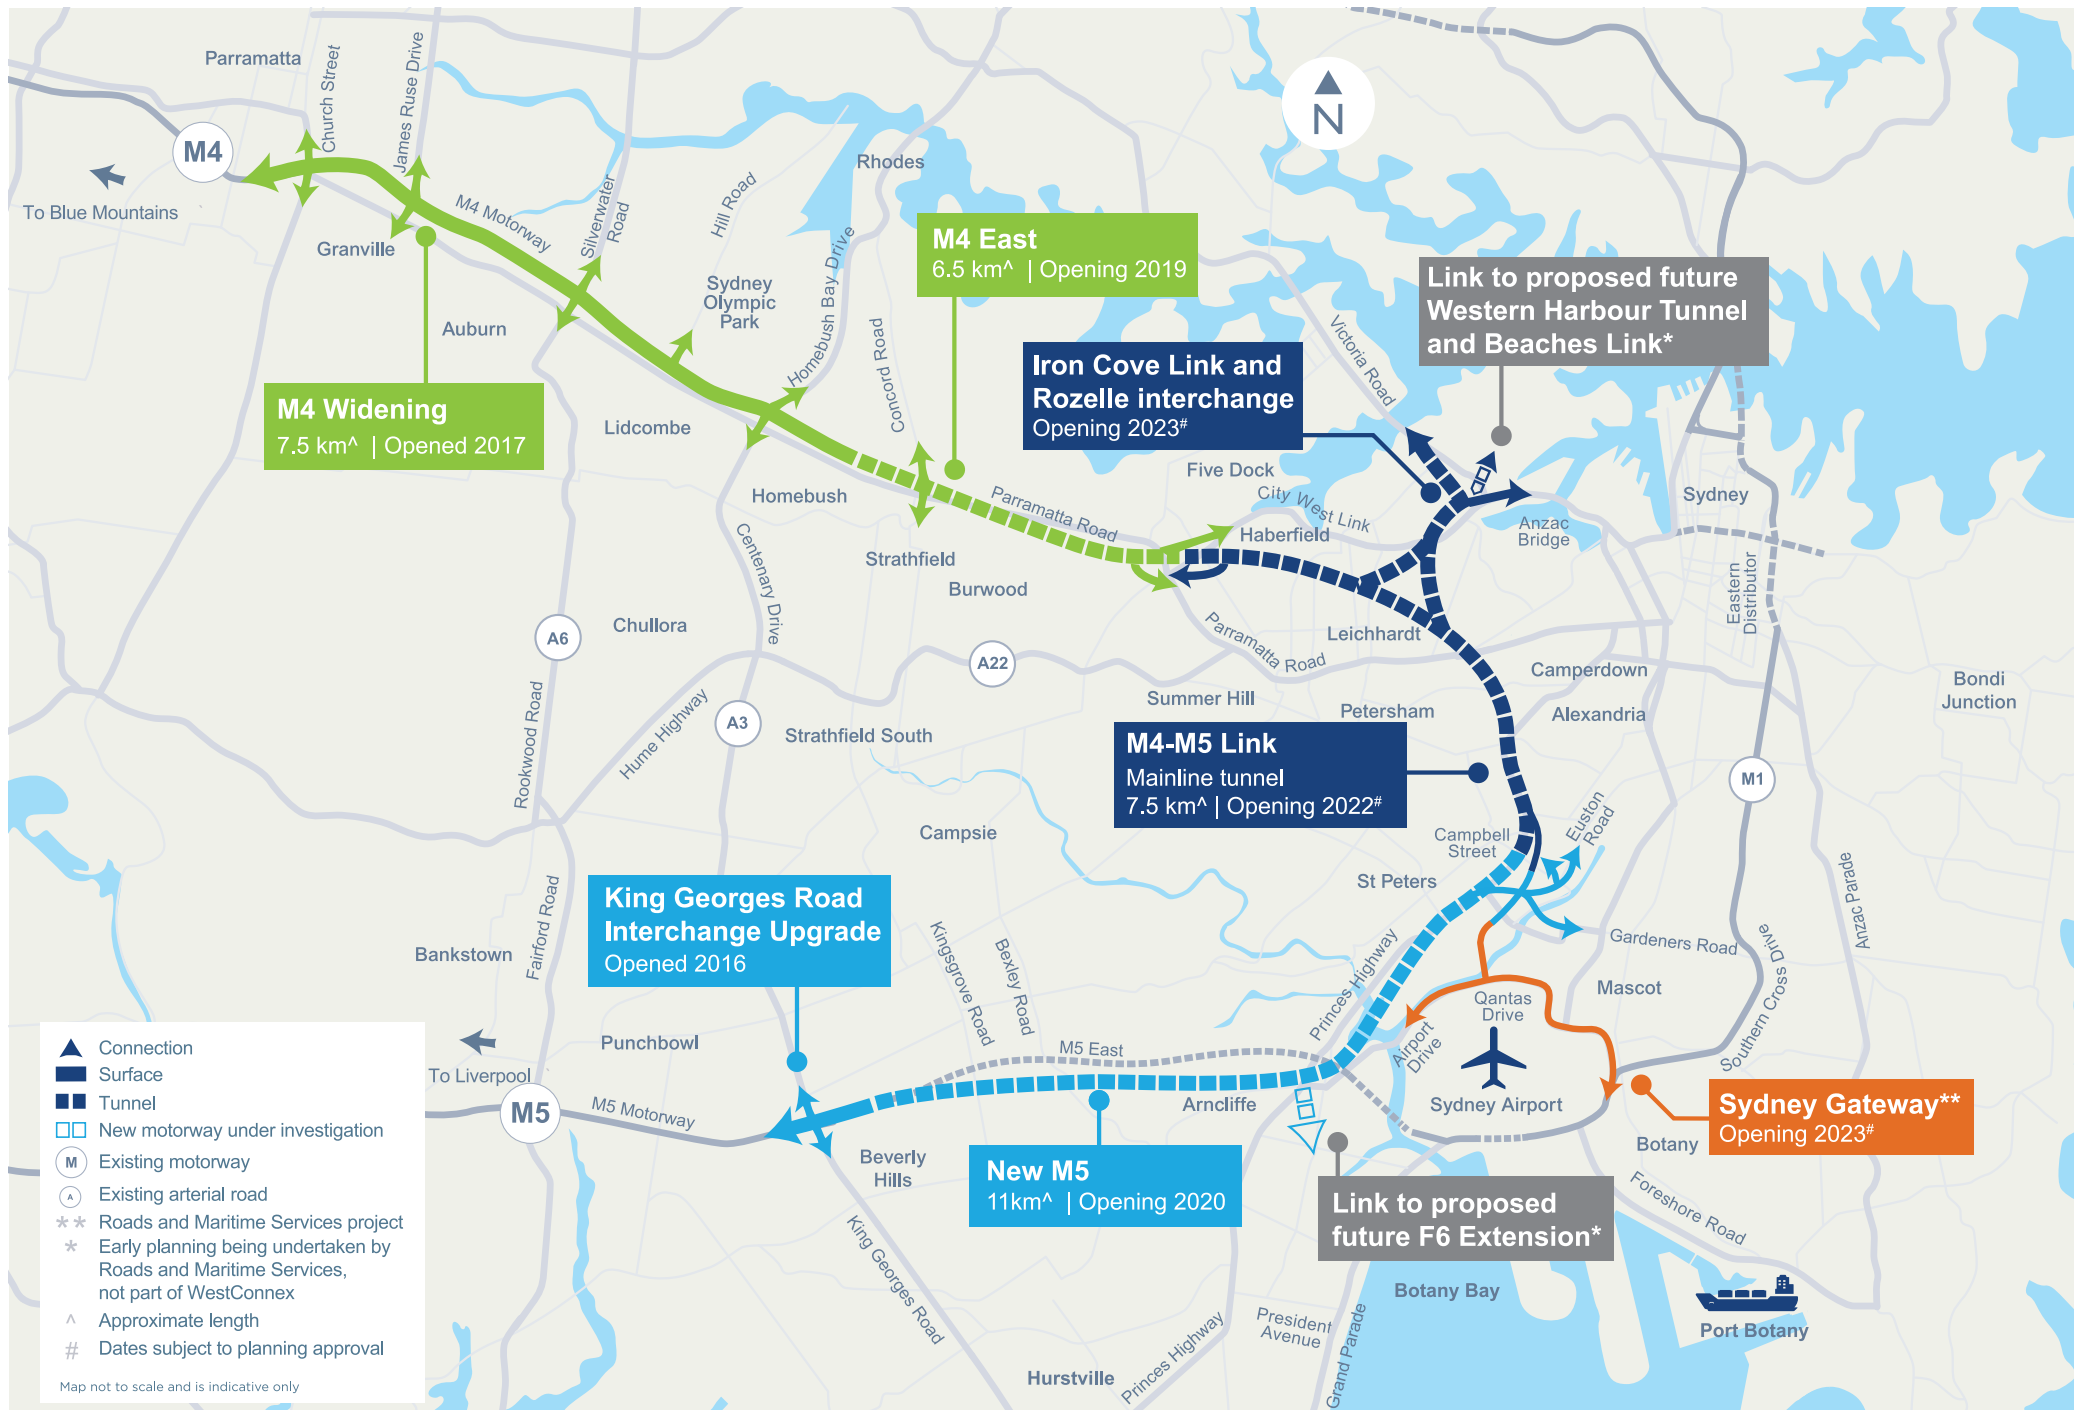 Parramatta
Church Street
James Ruse Drive
M4
To Blue Mountains
Granville
M4 Motorway
Silverwater
Road
Hill Road
Rhodes
N
Sydney
Olympic
Park
Homebush Bay Drive
Auburn
M4 East
6.5 km^ | Opening 2019
Link to proposed future
Western Harbour Tunnel
and Beaches Link*
Victoria Road
Concord Road
Iron Cove Link and
Rozelle interchange
Opening 2023#
M4 Widening
7.5 km^ | Opened 2017
Lidcombe
Homebush
Five Dock
City West Link
Parramatta Road
Haberfield
Anzac
Bridge
Sydney
Eastern
Distributor
Centenary Drive
Strathfield
Burwood
A6
Chullora
A22
Parramatta Road
Leichhardt
Camperdown
Bondi
Junction
Summer Hill
Petersham
Alexandria
Rookwood Road
Hume Highway
A3
Strathfield South
M4-M5 Link
Mainline tunnel
7.5 km^ | Opening 2022#
M1
Euston
Road
Campbell
Street
Campsie
St Peters
Anzac Parade
King Georges Road
Interchange Upgrade
Opened 2016
Fairford Road
Bankstown
Kingsgrove Road
Bexley Road
Princes Highway
Gardeners Road
Southern Cross Drive
Mascot
Qantas
Drive
Airport
Drive
Punchbowl
M5 East
To Liverpool
M5
M5 Motorway
Arncliffe
Sydney Airport
Sydney Gateway**
Opening 2023#
Botany
Beverly
Hills
New M5
11km^ | Opening 2020
Link to proposed
future F6 Extension*
Foreshore Road
King Georges Road
Botany Bay
President
Avenue
Grand Parade
Princes Highway
Port Botany
Hurstville
Connection
Surface
Tunnel
New motorway under investigation
M Existing motorway
A Existing arterial road
** Roads and Maritime Services project
* Early planning being undertaken by
Roads and Maritime Services,
not part of WestConnex
^ Approximate length
# Dates subject to planning approval
Map not to scale and is indicative only